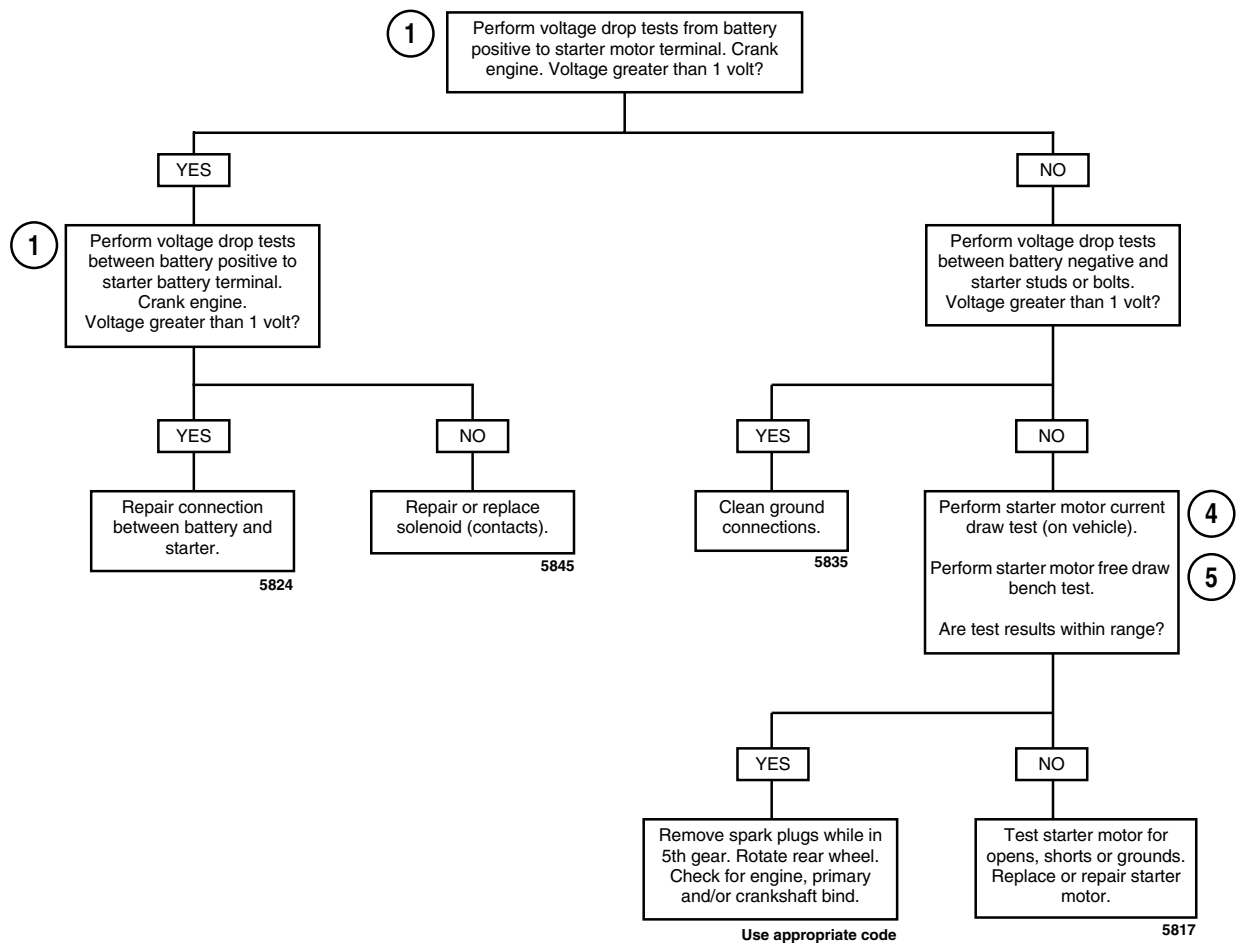 1
Perform voltage drop tests from battery
positive to starter motor terminal. Crank
engine. Voltage greater than 1 volt?
YES
NO
1
Perform voltage drop tests
between battery positive to
starter battery terminal.
Crank engine.
Voltage greater than 1 volt?
Perform voltage drop tests
between battery negative and
starter studs or bolts.
Voltage greater than 1 volt?
YES
NO
YES
NO
Repair connection
between battery and
starter.
5824
Repair or replace
solenoid (contacts).
5845
Clean ground
connections.
5835
Perform starter motor current
draw test (on vehicle).
4
Perform starter motor free draw
bench test.
5
Are test results within range?
YES
NO
Remove spark plugs while in
5th gear. Rotate rear wheel.
Check for engine, primary
and/or crankshaft bind.
Use appropriate code
Test starter motor for
opens, shorts or grounds.
Replace or repair starter
motor.
5817